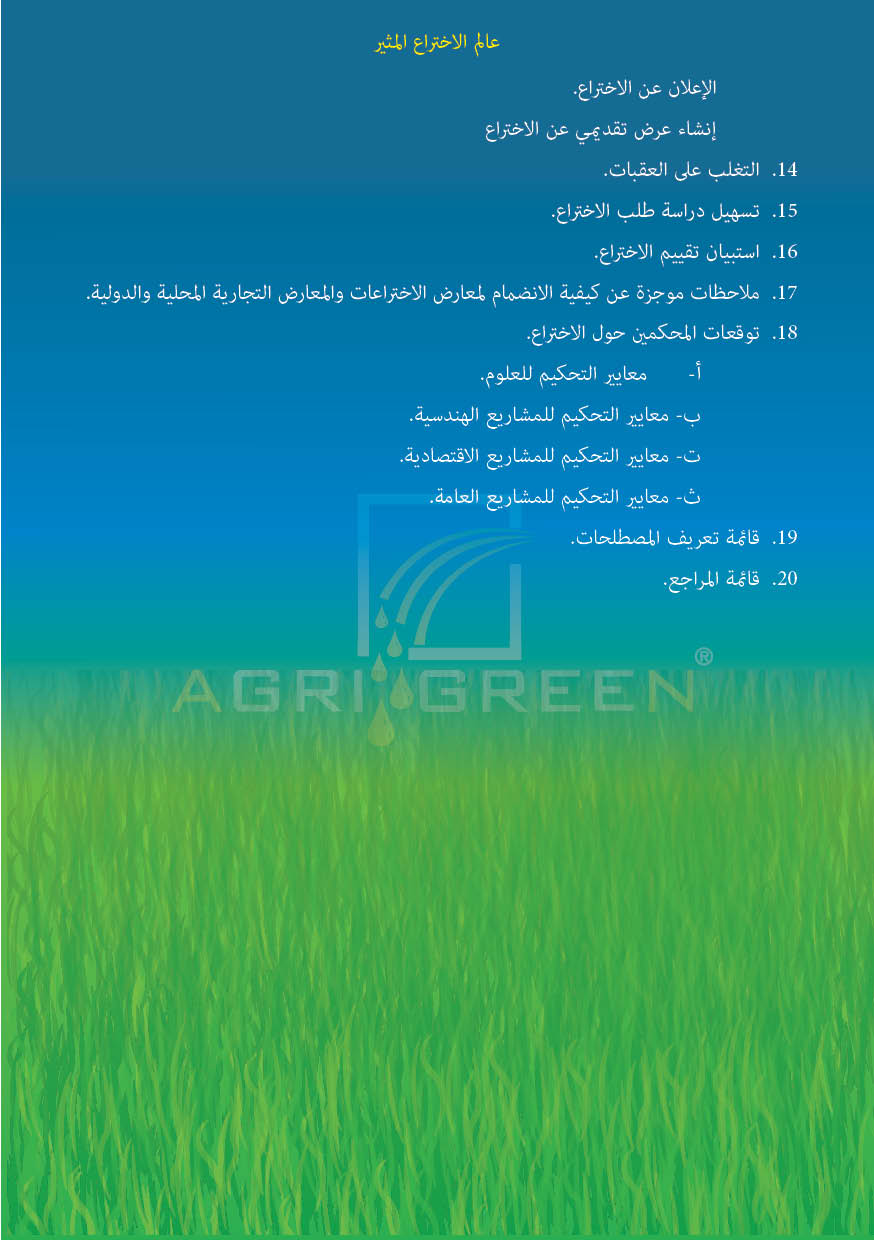 عالم الاختراع المثير
الإعلان عن الاختراع.
إنشاء عرض تقديمي عن الاختراع
14. التغلب على العقبات.
15. تسهيل دراسة طلب الاختراع.
16. استبيان تقييم الاختراع.
17. ملاحظات موجزة عن كيفية الانضمام لمعارض الاختراعات والمعارض التجارية المحلية والدولية.
18. توقعات المحكمين حول الاختراع.
أ- معايير التحكيم للعلوم.
ب- معايير التحكيم للمشاريع الهندسية.
ت- معايير التحكيم للمشاريع الاقتصادية.
ث- معايير التحكيم للمشاريع العامة.
19. قائمة تعريف المصطلحات.
20. قائمة المراجع.
AGRI GREEN®